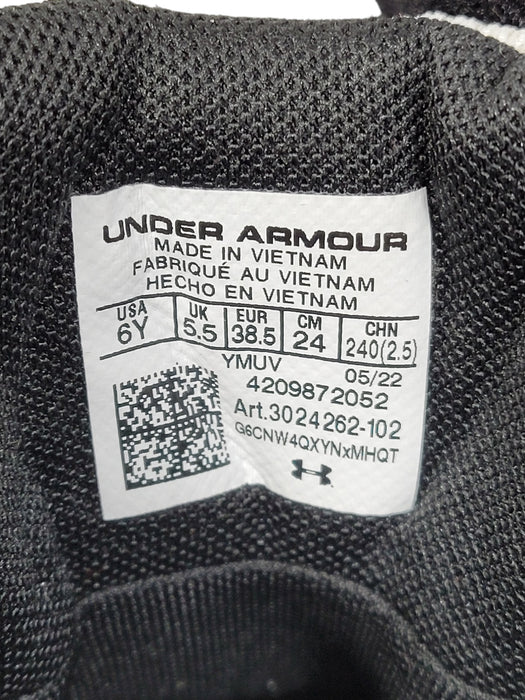 UNDER ARMOUR
MADE IN VIETNAM
FABRIQUÉ AU VIETNAM
HECHO EN VIETNAM
USA UK EUR CM CHN
6Y 5.5 38.5 24 240(2.5)
YMUV 05/22
4209872052
Art.3024262-102
G6CNW4QXYNxMHQT